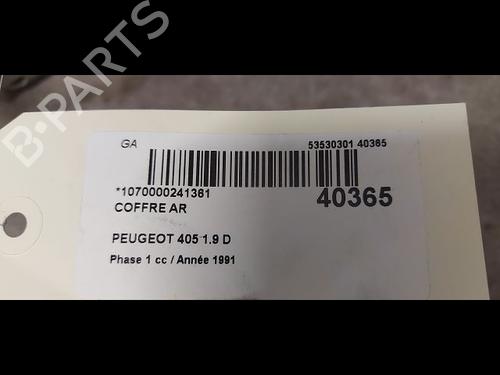 B-PARTS
GA
53530301 40365
*1070000241361
40365
COFFRE AR
PEUGEOT 405 1.9 D
Phase 1 cc / Année 1991